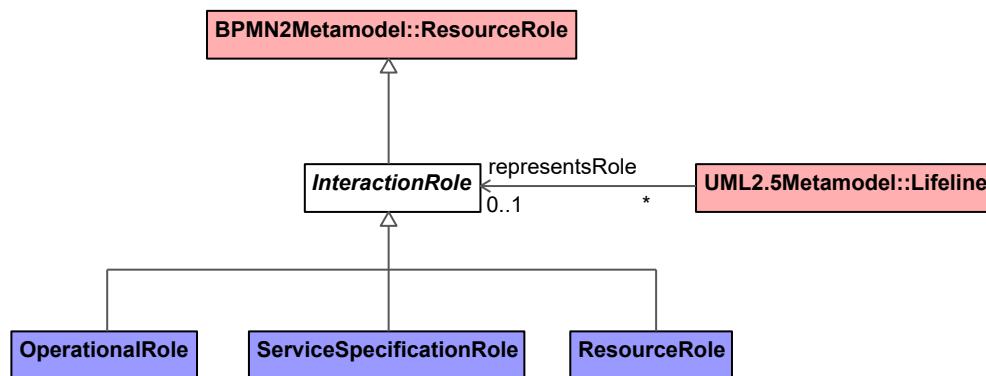 BPMN2Metamodel::ResourceRole
representsRole
InteractionRole
UML2.5Metamodel::Lifeline
0..1
*
OperationalRole
ServiceSpecificationRole
ResourceRole